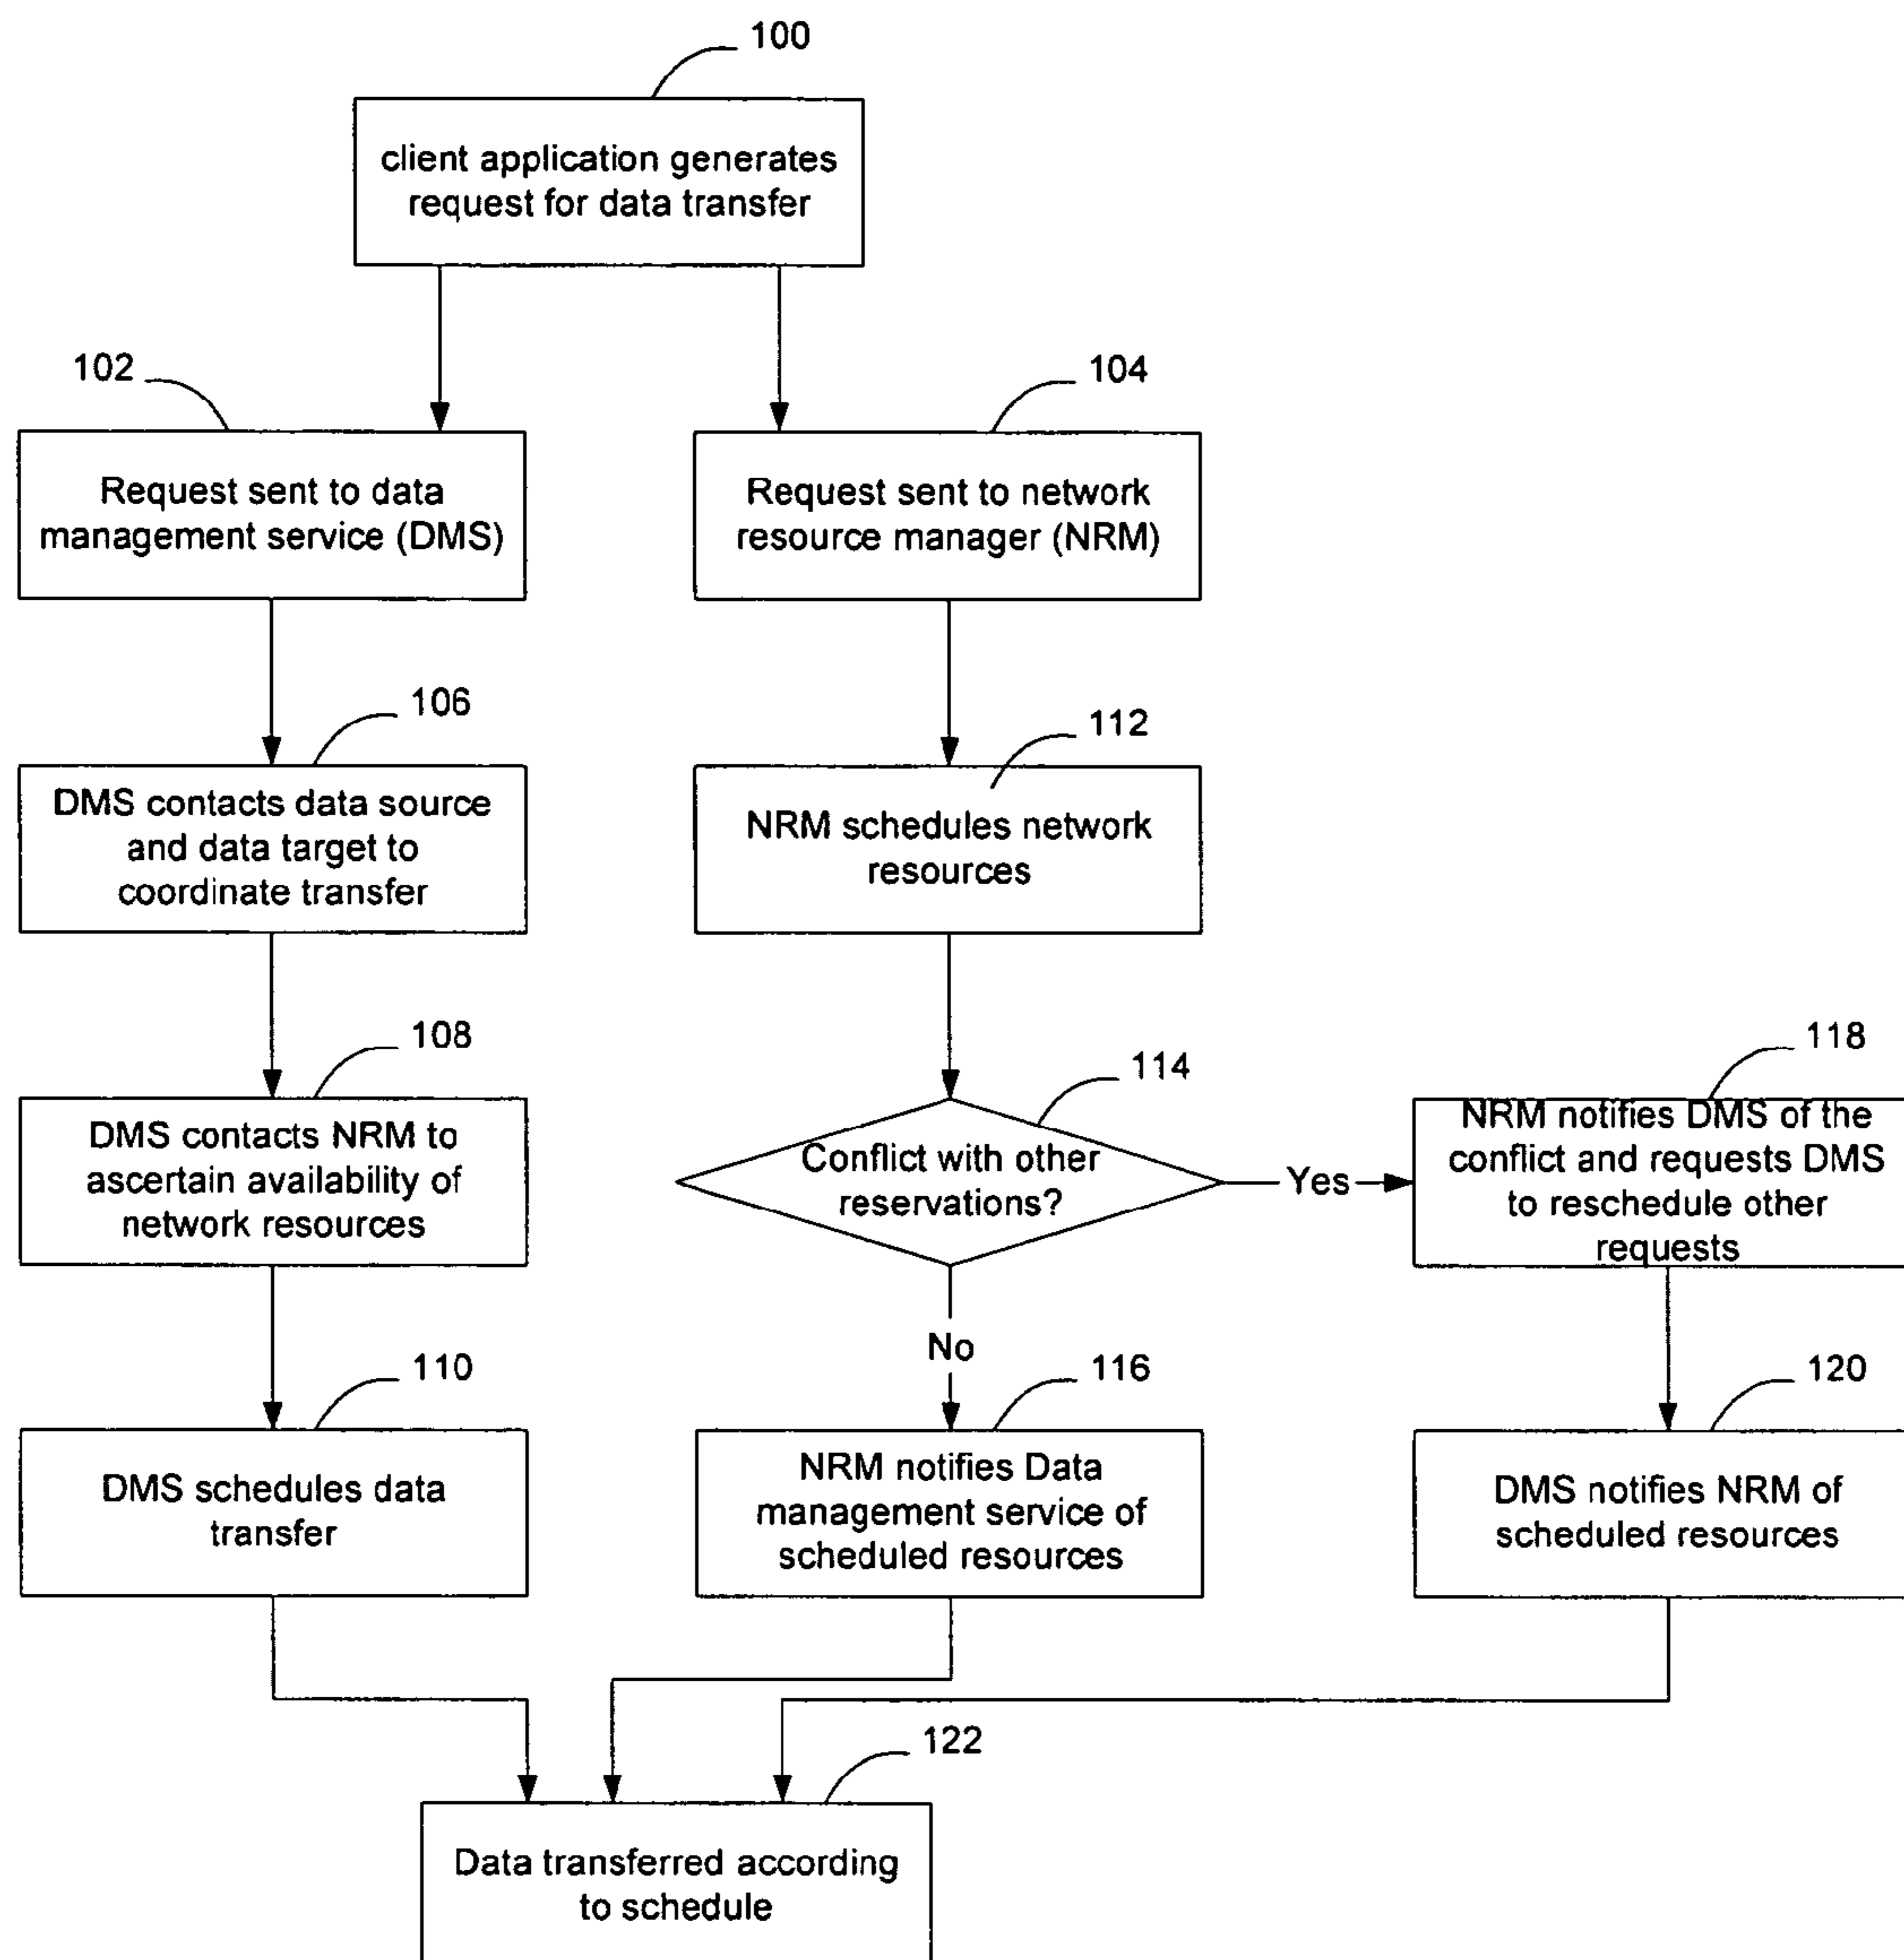 100
client application generates
request for data transfer
102
104
Request sent to data
management service (DMS)
Request sent to network
resource manager (NRM)
106
112
DMS contacts data source
and data target to
coordinate transfer
NRM schedules network
resources
108
114
118
DMS contacts NRM to
ascertain availability of
network resources
Conflict with other
reservations?
Yes
NRM notifies DMS of the
conflict and requests DMS
to reschedule other
requests
No
110
116
120
DMS schedules data
transfer
NRM notifies Data
management service of
scheduled resources
DMS notifies NRM of
scheduled resources
122
Data transferred according
to schedule